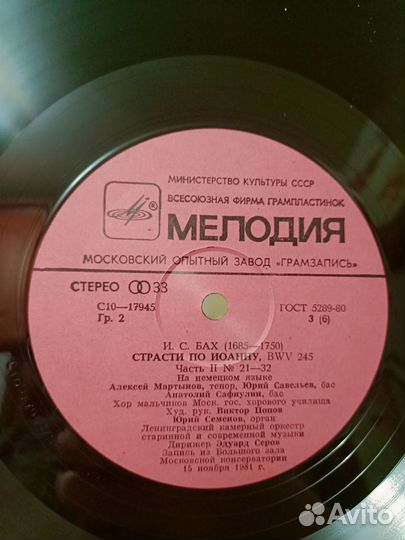 МИНИСТЕРСТВО КУЛЬТУРЫ СССР
ВСЕСОЮЗНАЯ ФИРМА ГРАМПЛАСТИНОК
® МЕЛОДИЯ
МОСКОВСКИЙ ОПЫТНЫЙ ЗАВОД «ГРАМЗАПИСЬ»
СТЕРЕО 33
С10—17945 ГОСТ 5289-80
Гр. 2 3 (6)
И. С. БАХ (1685—1750)
СТРАСТИ ПО ИОАННУ, BWV 245
Часть II № 21—32
На немецком языке
Алексей Мартынов, тенор, Юрий Савельев, бас
Анатолий Сафиулин, бас
Хор мальчиков Моск. гос. хорового училища
Худ. рук. Виктор Попов
Юрий Семенов, орган
Ленинградский камерный оркестр
старинной и современной музыки
Дирижер Эдуард Серов
Запись из Большого зала
Московской консерватории
15 ноября 1981 г.
Avito